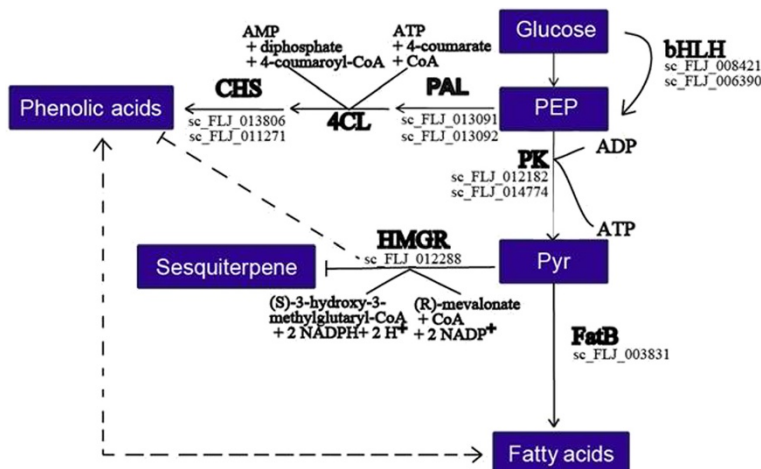 AMP
+ diphosphate
+ 4-coumaroyl-CoA
ATP
+ 4-coumarate
+ CoA
Glucose
bHLH
sc_FLJ_008421
sc_FLJ_006390
Phenolic acids
CHS
sc_FLJ_013806
sc_FLJ_011271
4CL
PAL
sc_FLJ_013091
sc_FLJ_013092
PEP
PK
sc_FLJ_012182
sc_FLJ_014774
ADP
ATP
Sesquiterpene
HMGR
sc_FLJ_012288
Pyr
(S)-3-hydroxy-3-
methylglutaryl-CoA
+ 2 NADPH+ 2 H+
(R)-mevalonate
+ CoA
+ 2 NADP+
FatB
sc_FLJ_003831
Fatty acids